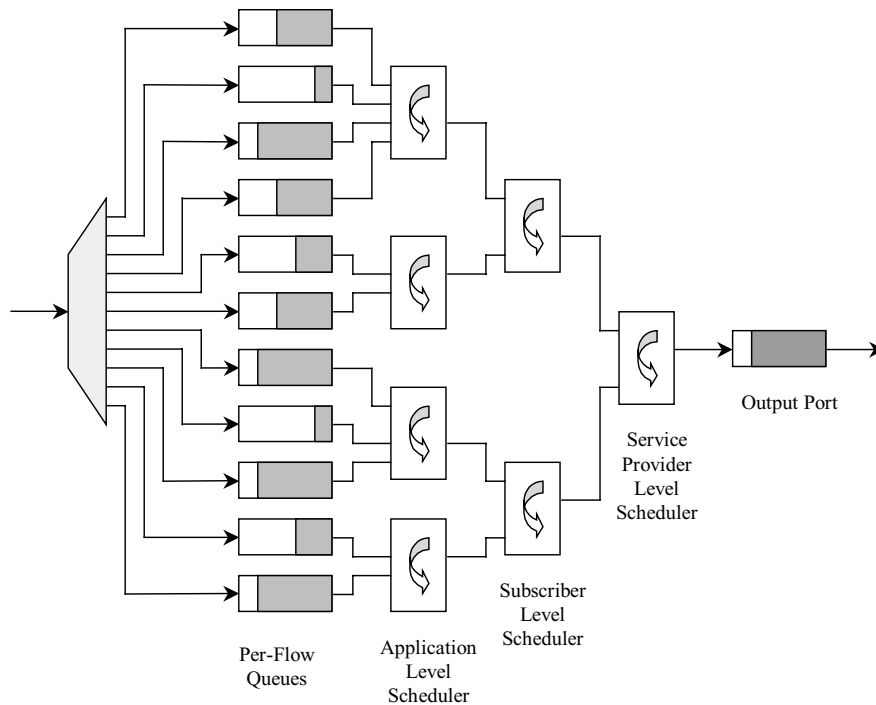 Per-Flow
Queues
Application
Level
Scheduler
Subscriber
Level
Scheduler
Service
Provider
Level
Scheduler
Output Port